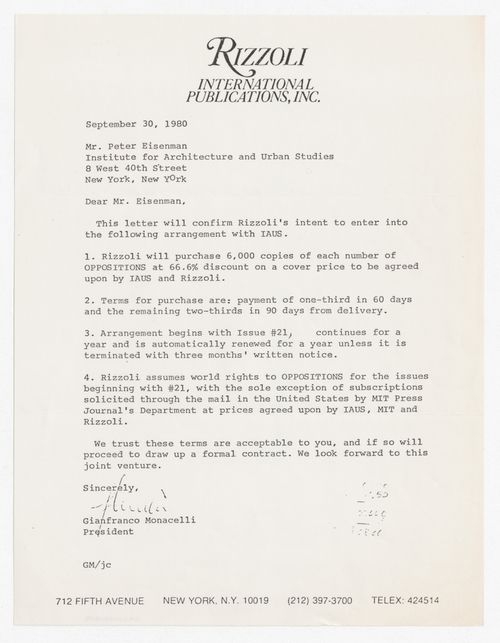 RIZZOLI
INTERNATIONAL
PUBLICATIONS, INC.
September 30, 1980
Mr. Peter Eisenman
Institute for Architecture and Urban Studies
8 West 40th Street
New York, New York
Dear Mr. Eisenman,
This letter will confirm Rizzoli's intent to enter into
the following arrangement with IAUS.
1. Rizzoli will purchase 6,000 copies of each number of
OPPOSITIONS at 66.6% discount on a cover price to be agreed
upon by IAUS and Rizzoli.
2. Terms for purchase are: payment of one-third in 60 days
and the remaining two-thirds in 90 days from delivery.
3. Arrangement begins with Issue #21, continues for a
year and is automatically renewed for a year unless it is
terminated with three months' written notice.
4. Rizzoli assumes world rights to OPPOSITIONS for the issues
beginning with #21, with the sole exception of subscriptions
solicited through the mail in the United States by MIT Press
Journal's Department at prices agreed upon by IAUS, MIT and
Rizzoli.
We trust these terms are acceptable to you, and if so will
proceed to draw up a formal contract. We look forward to this
joint venture.
Sincerely,
Gianfranco Monacelli
President
GM/jc
712 FIFTH AVENUE NEW YORK, N.Y. 10019 (212) 397-3700 TELEX: 424514